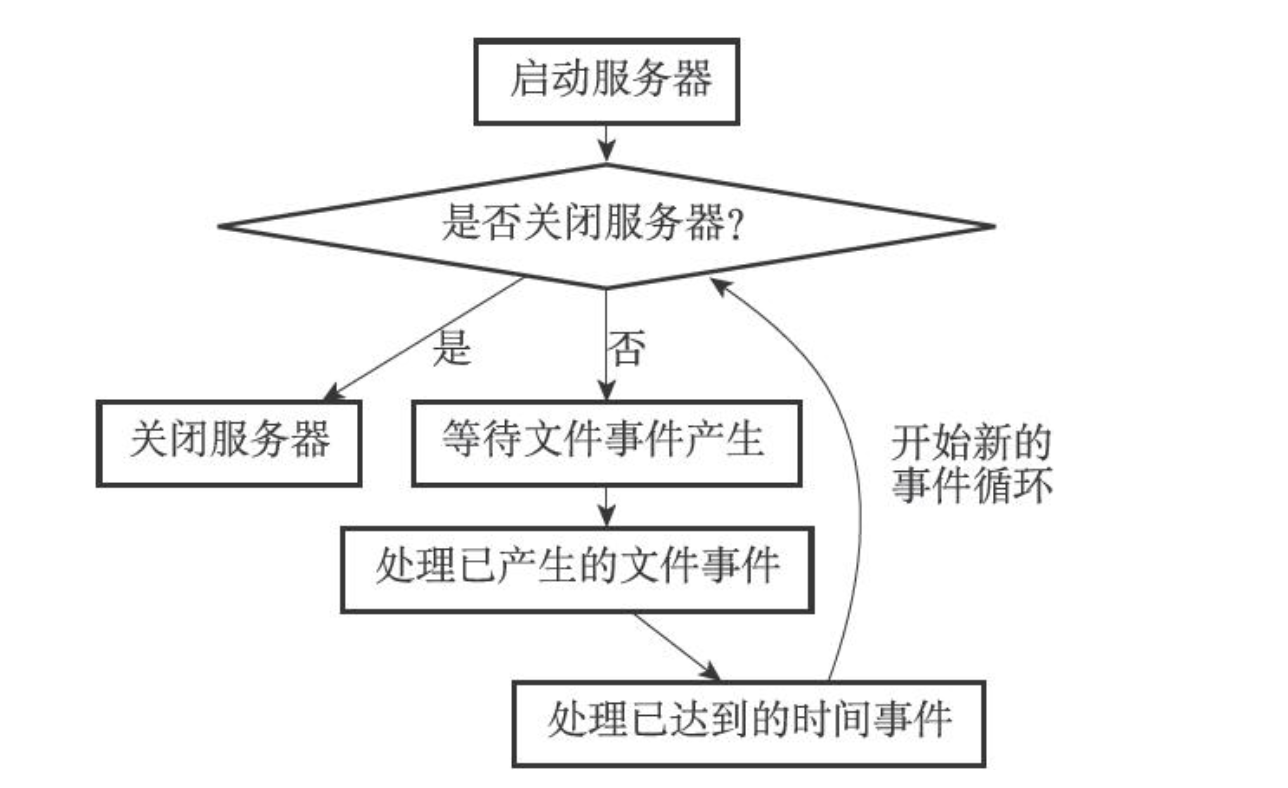 启动服务器
是否关闭服务器?
是
否
关闭服务器
等待文件事件产生
开始新的
事件循环
处理已产生的文件事件
处理已达到的时间事件